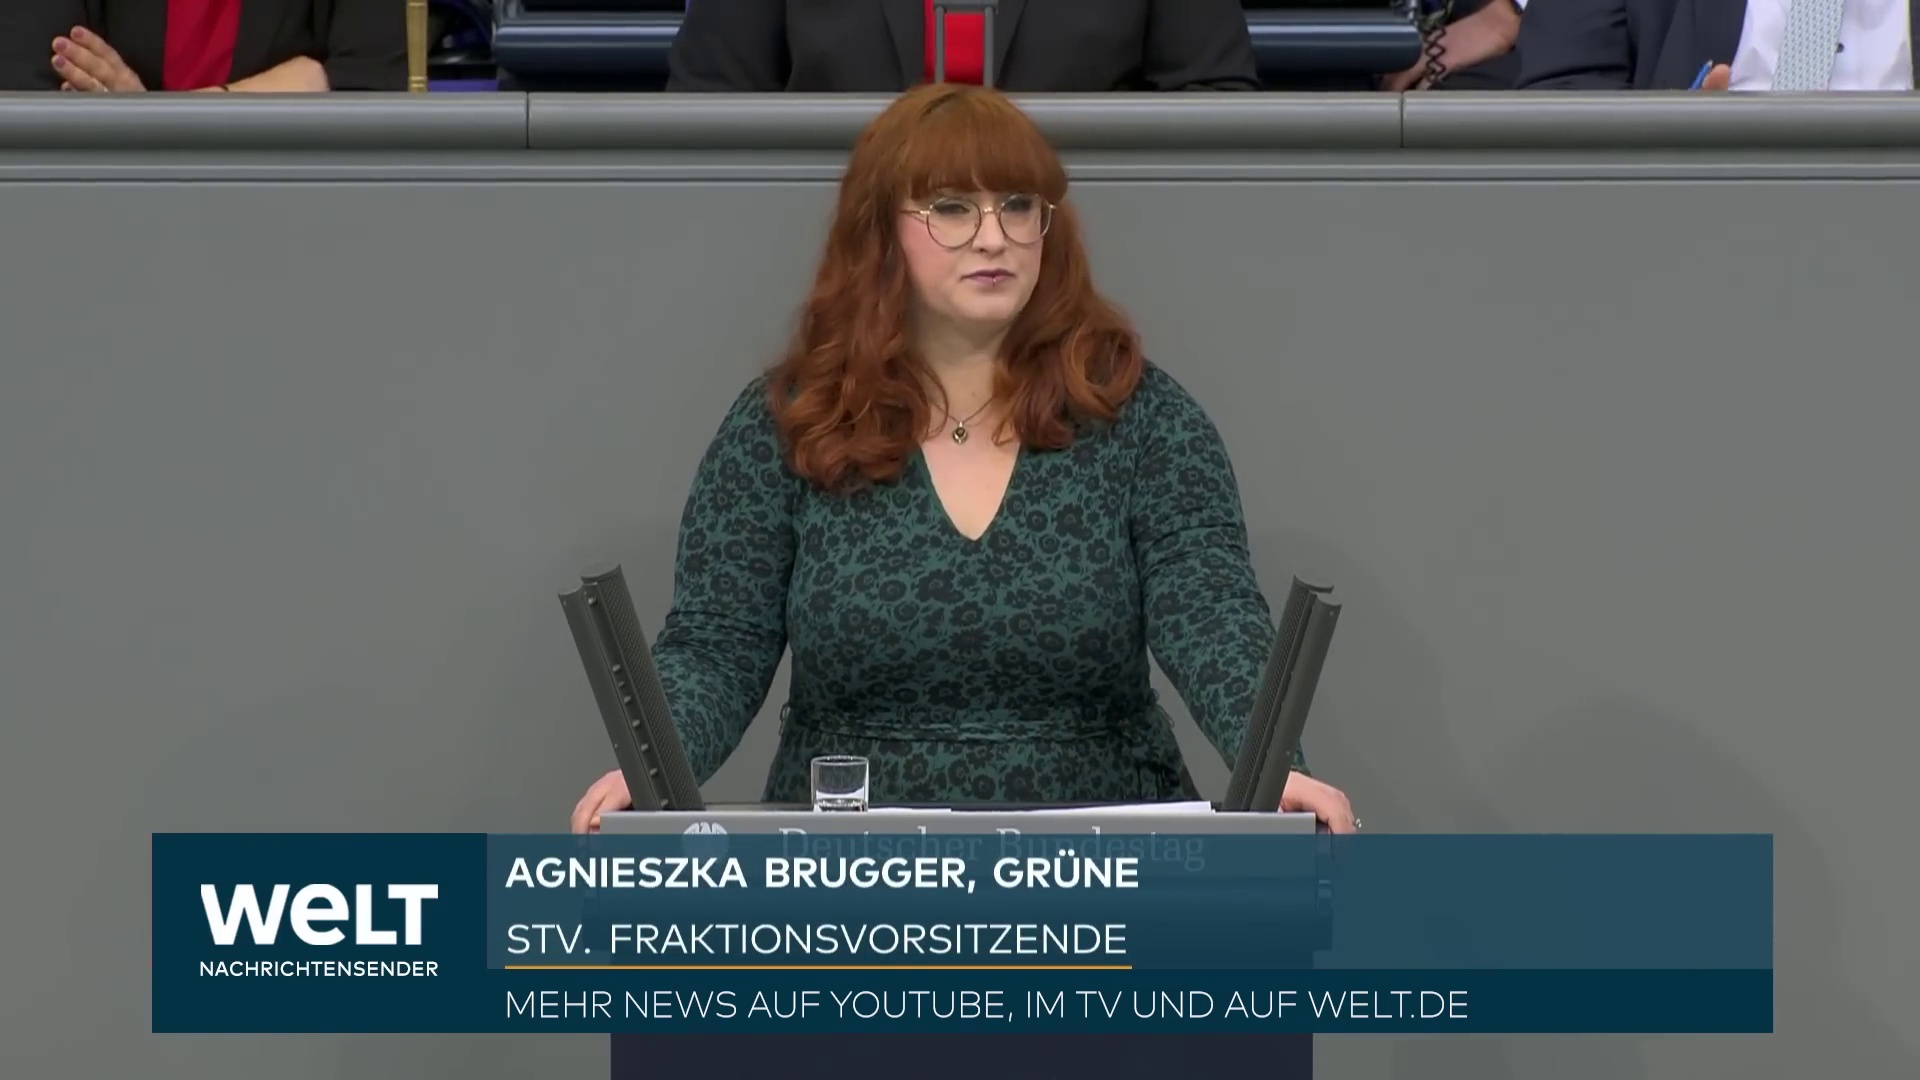 Deutscher Bundestag
AGNIESZKA BRUGGER, GRÜNE
STV. FRAKTIONSVORSITZENDE
welt
NACHRICHTENSENDER
MEHR NEWS AUF YOUTUBE, IM TV UND AUF WELT.DE